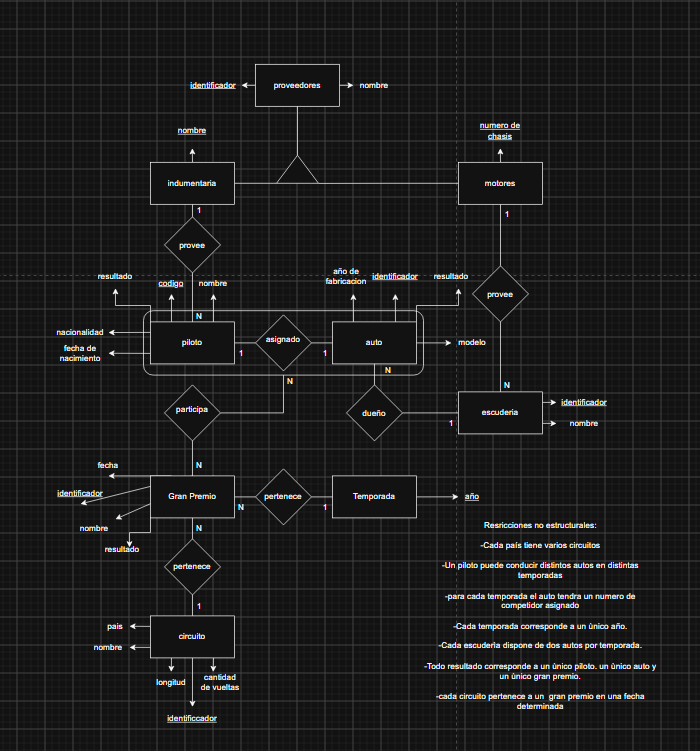 identificador
proveedores
nombre
nombre
numero de
chasis
indumentaria
motores
1
1
provee
resultado
codigo
nombre
año de
fabricacion
identificador
resultado
provee
N
nacionalidad
piloto
asignado
auto
modelo
fecha de
nacimiento
1
1
N
N
N
participa
dueño
1
escuderia
identificador
nombre
fecha
N
identificador
Gran Premio
pertenece
Temporada
año
N
1
nombre
N
resultado
Resricciones no estructurales:
-Cada país tiene varios circuitos
pertenece
-Un piloto puede conducir distintos autos en distintas
temporadas
-para cada temporada el auto tendra un numero de
competidor asignado
1
pais
circuito
-Cada temporada corresponde a un único año.
nombre
-Cada escudería dispone de dos autos por temporada.
longitud
cantidad
de vueltas
-Todo resultado corresponde a un único piloto. un único auto y
un único gran premio.
identificcador
-cada circuito pertenece a un gran premio en una fecha
determinada